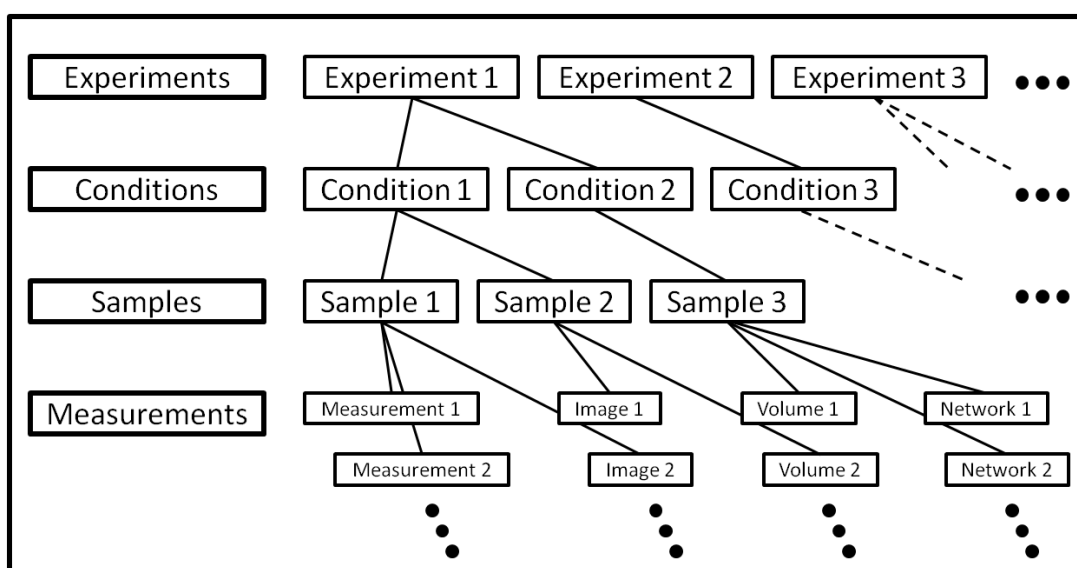 Experiments Experiment 1 Experiment 2 Experiment 3
Conditions Condition 1 Condition 2 Condition 3
Samples Sample 1 Sample 2 Sample 3
Measurements Measurement 1 Image 1 Volume 1 Network 1
Measurement 2 Image 2 Volume 2 Network 2